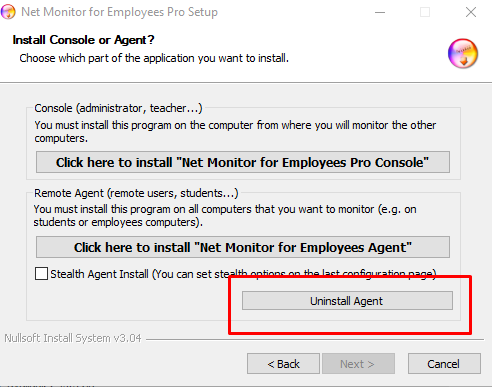 Net Monitor for Employees Pro Setup
Install Console or Agent?
Choose which part of the application you want to install.
Console (administrator, teacher...)
You must install this program on the computer from where you will monitor the other
computers.
Click here to install "Net Monitor for Employees Pro Console"
Remote Agent (remote users, students...)
You must install this program on all computers that you want to monitor (e.g. on
students or employees computers).
Click here to install "Net Monitor for Employees Agent"
Stealth Agent Install (You can set stealth options on the last configuration page)
Uninstall Agent
Nullsoft Install System v3.04
< Back
Next >
Cancel